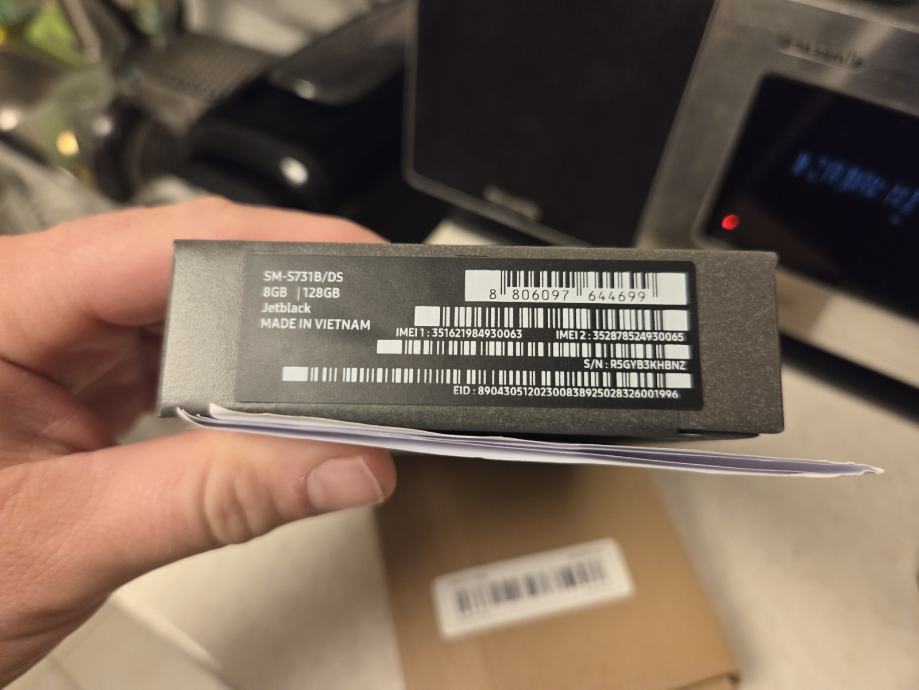 SM-S731B/DS
8GB | 128GB
Jetblack
MADE IN VIETNAM
8 806097 644699
IMEI 1 : 351621984930063
IMEI 2 : 352878524930065
S/N : R5GYB3KHBNZ
EID : 89043051202300838925028326001996